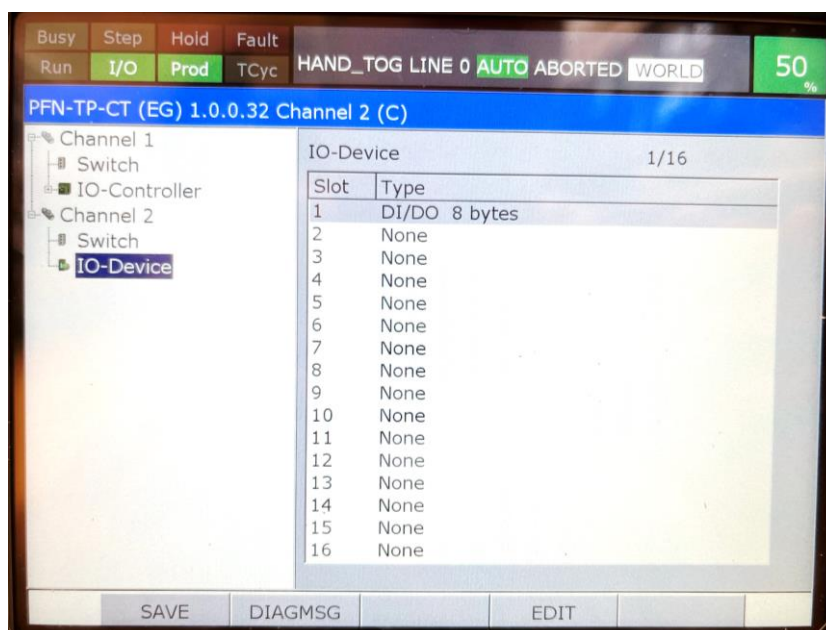 Busy Step Hold Fault
Run I/O Prod TCyc
HAND_TOG LINE 0 AUTO ABORTED WORLD
50
%
PFN-TP-CT (EG) 1.0.0.32 Channel 2 (C)
Channel 1
Switch
IO-Controller
Channel 2
Switch
IO-Device
IO-Device 1/16
Slot Type
1 DI/DO 8 bytes
2 None
3 None
4 None
5 None
6 None
7 None
8 None
9 None
10 None
11 None
12 None
13 None
14 None
15 None
16 None
SAVE DIAGMSG EDIT